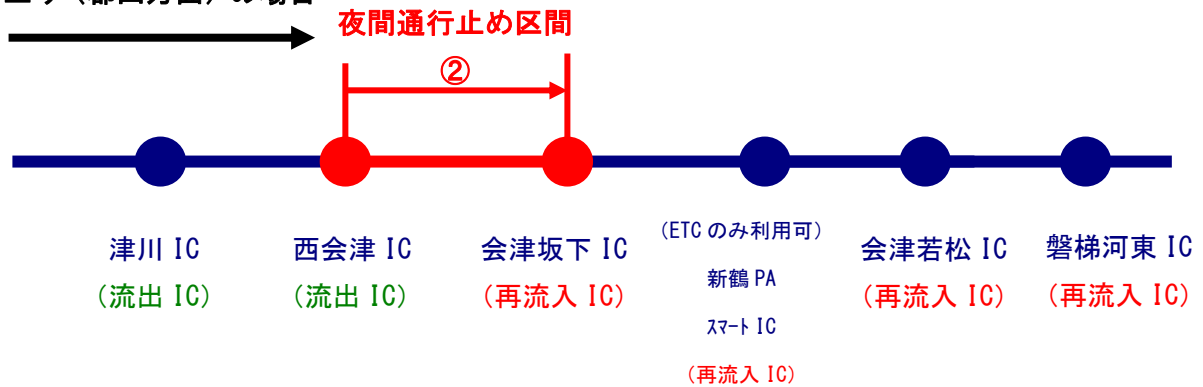 夜間通行止め区間
②
津川 IC
(流出 IC)
西会津 IC
(流出 IC)
会津坂下 IC
(再流入 IC)
(ETC のみ利用可)
新鶴 PA
スマート IC
(再流入 IC)
会津若松 IC
(再流入 IC)
磐梯河東 IC
(再流入 IC)